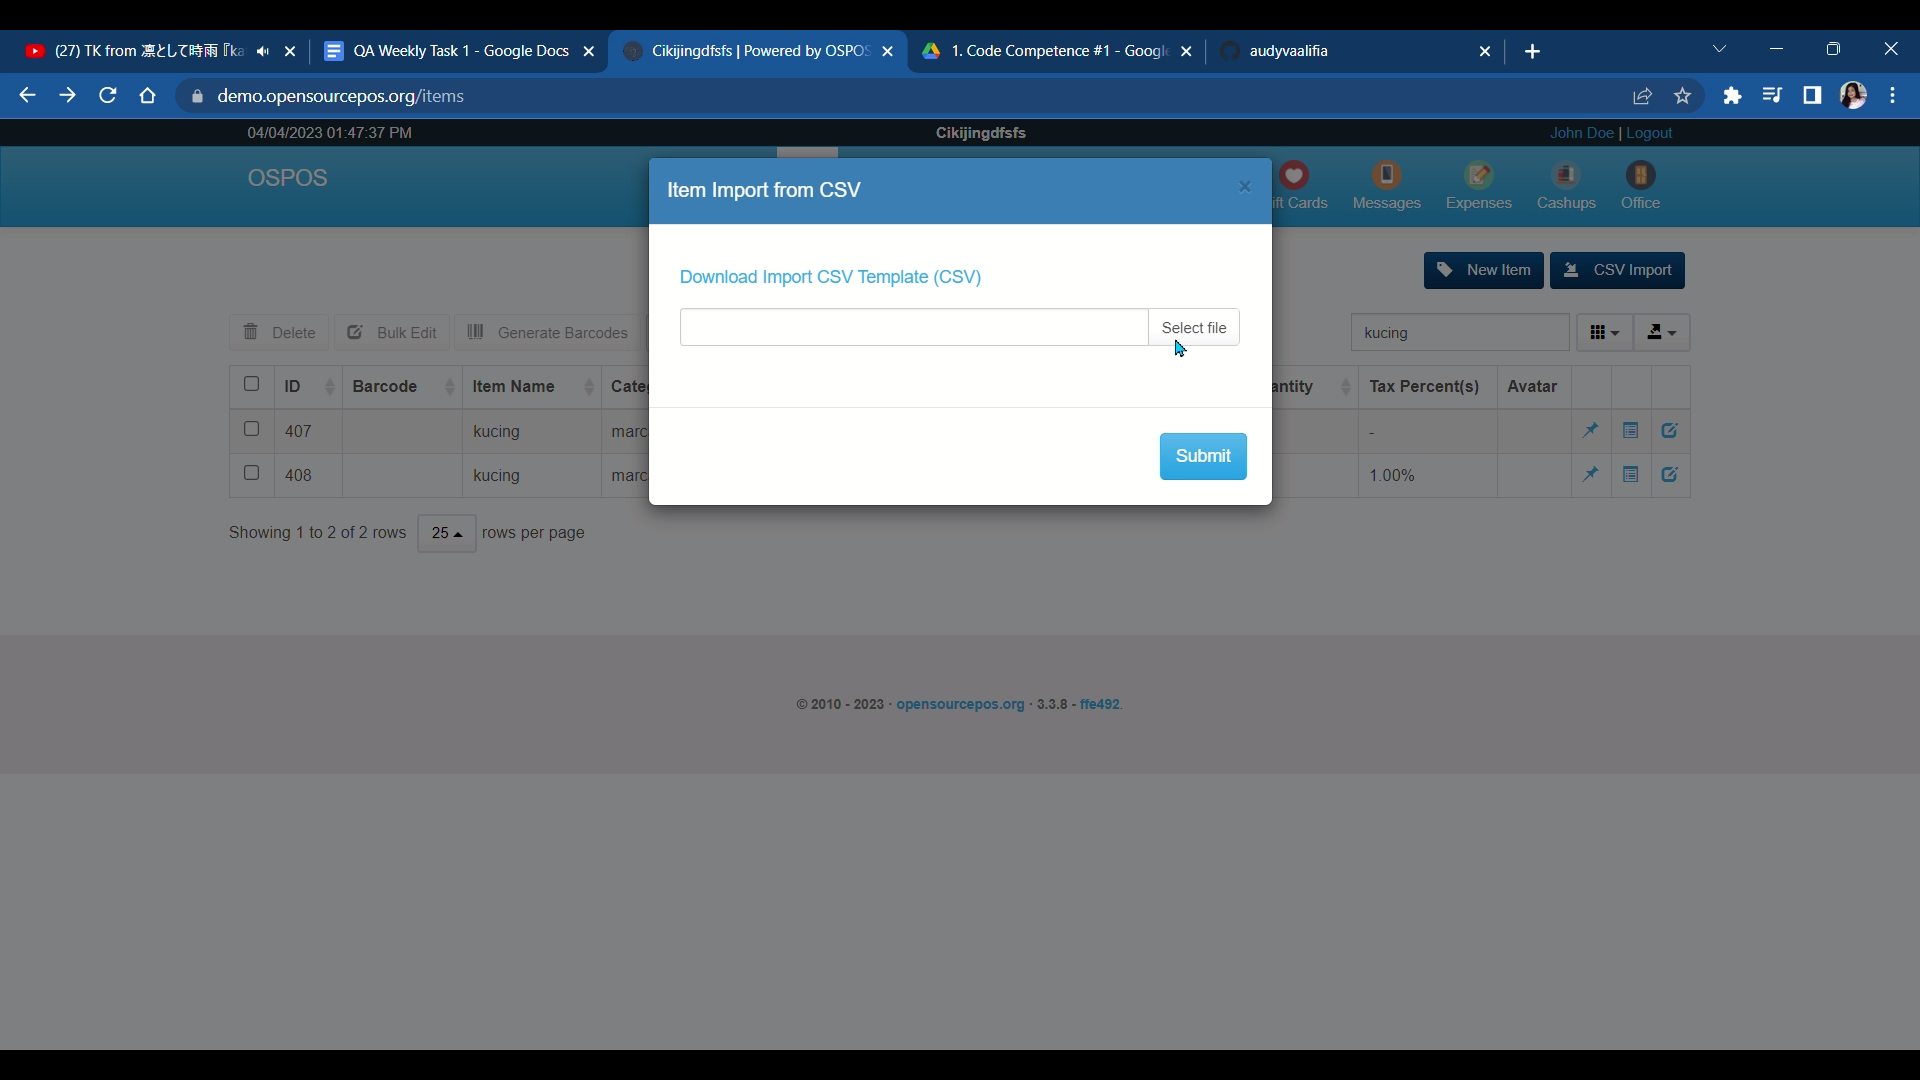 (27) TK from 凛として時雨『ka
QA Weekly Task 1 - Google Docs
Cikijingdfsfs | Powered by OSPOS
1. Code Competence #1 - Google
audyvaalifia
demo.opensourcepos.org/items
04/04/2023 01:47:37 PM
Cikijingdfsfs
John Doe | Logout
OSPOS
ift Cards
Messages
Expenses
Cashups
Office
Item Import from CSV
×
Download Import CSV Template (CSV)
Select file
Submit
New Item
CSV Import
Delete
Bulk Edit
Generate Barcodes
kucing
ID Barcode Item Name Cate antity Tax Percent(s) Avatar
407 kucing marc -
408 kucing marc 1.00%
Showing 1 to 2 of 2 rows 25 rows per page
© 2010 - 2023 · opensourcepos.org · 3.3.8 - ffe492.